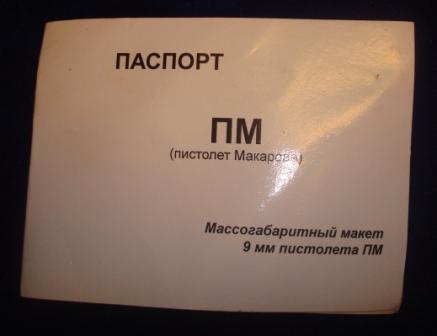 ПАСПОРТ
ПМ
(пистолет Макарова)
Массогабаритный макет
9 мм пистолета ПМ